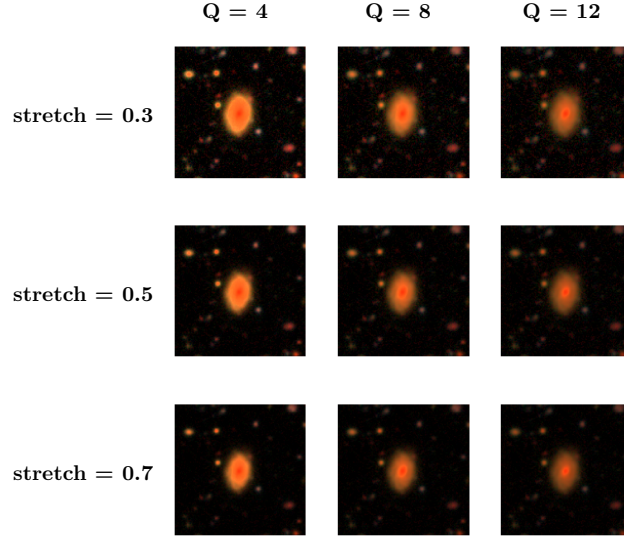 Q = 4 Q = 8 Q = 12
stretch = 0.3
stretch = 0.5
stretch = 0.7